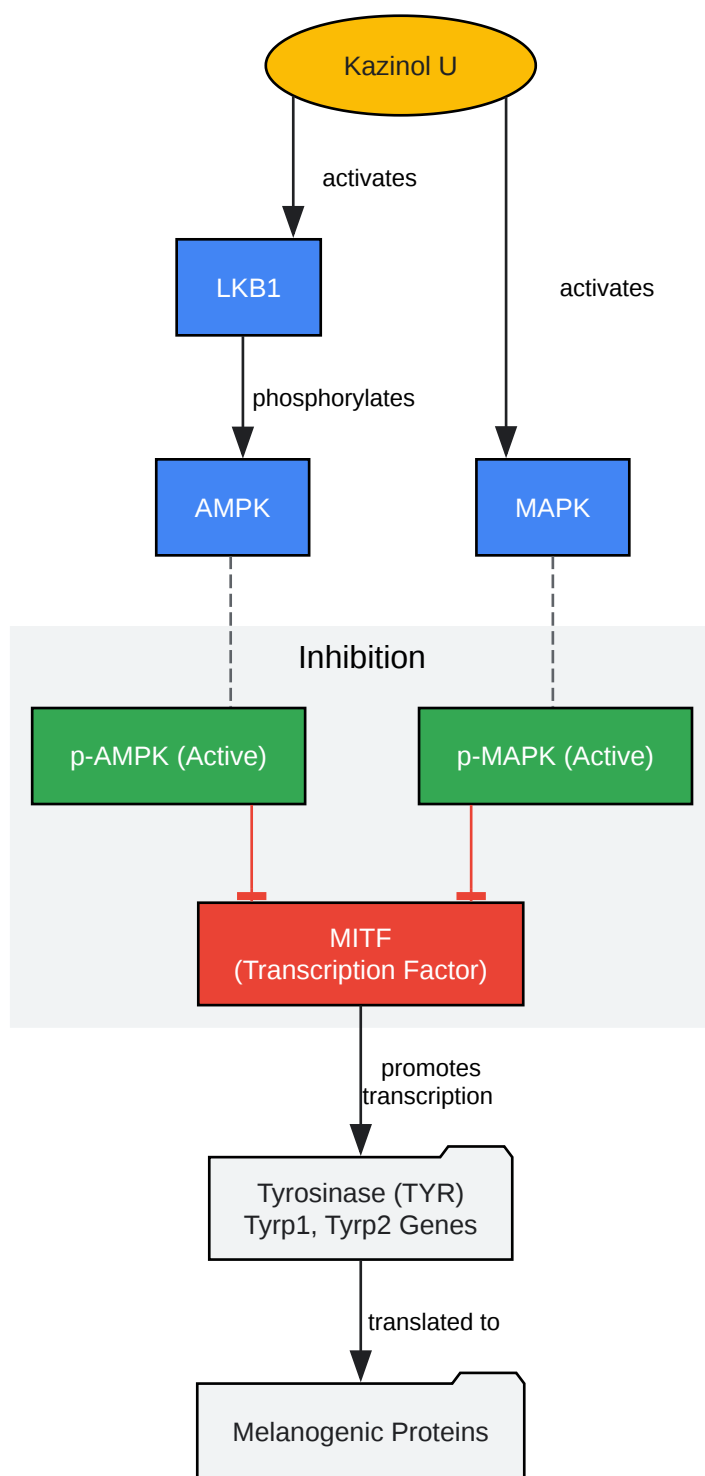 Kazinol U
activates
LKB1
activates
phosphorylates
AMPK
MAPK
Inhibition
p-AMPK (Active)
p-MAPK (Active)
MITF
(Transcription Factor)
promotes
transcription
Tyrosinase (TYR)
Tyrp1, Tyrp2 Genes
translated to
Melanogenic Proteins